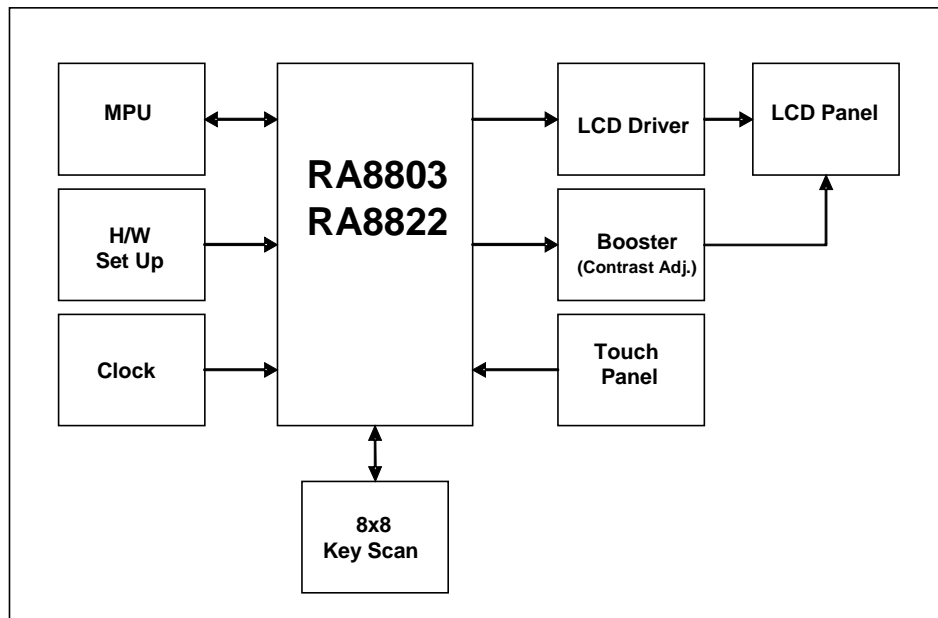 MPU
H/W
Set Up
Clock
RA8803
RA8822
LCD Driver
LCD Panel
Booster
(Contrast Adj.)
Touch
Panel
8x8
Key Scan